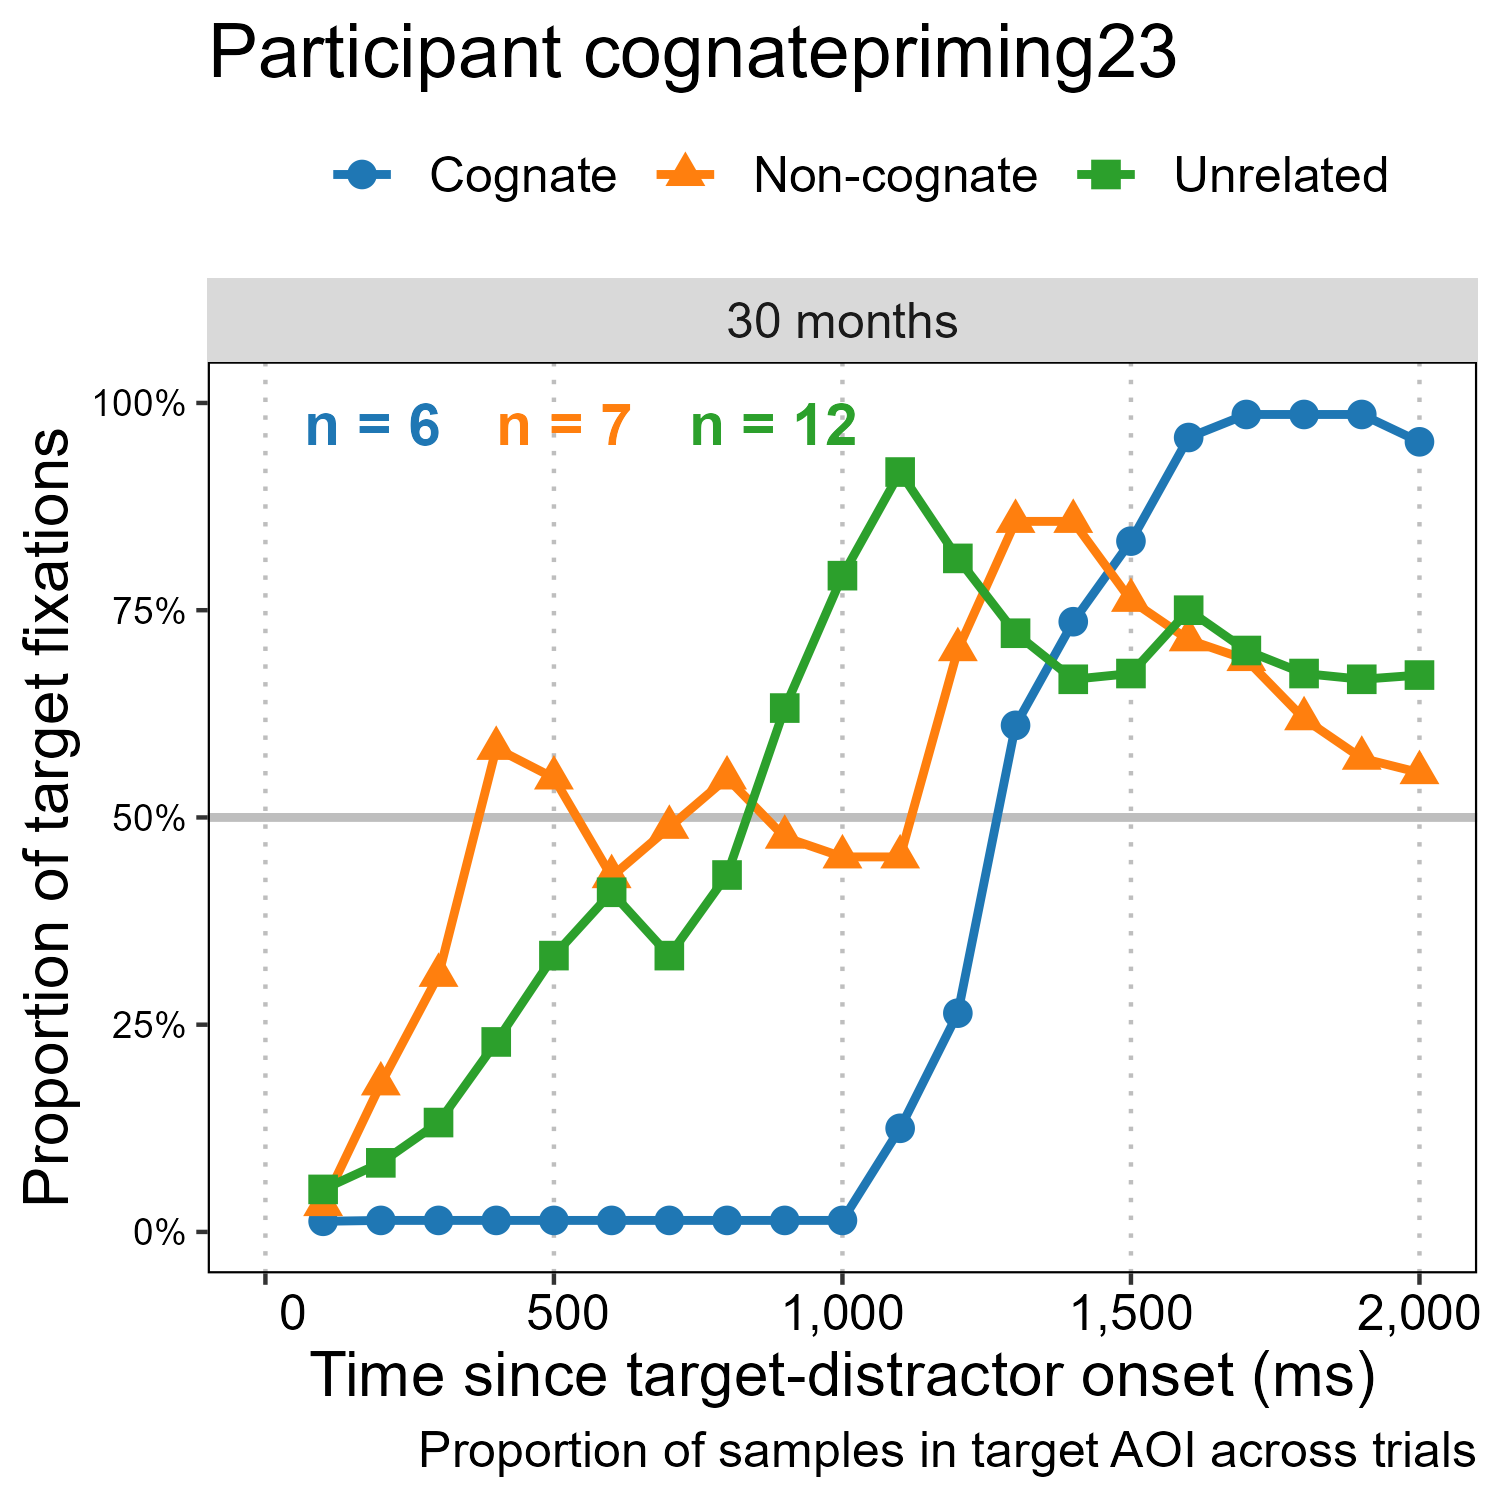 Participant cognatepriming23
Cognate Non-cognate Unrelated
30 months
n = 6 n = 7 n = 12
100%
75%
50%
25%
0%
Proportion of target fixations
0 500 1,000 1,500 2,000
Time since target-distractor onset (ms)
Proportion of samples in target AOI across trials